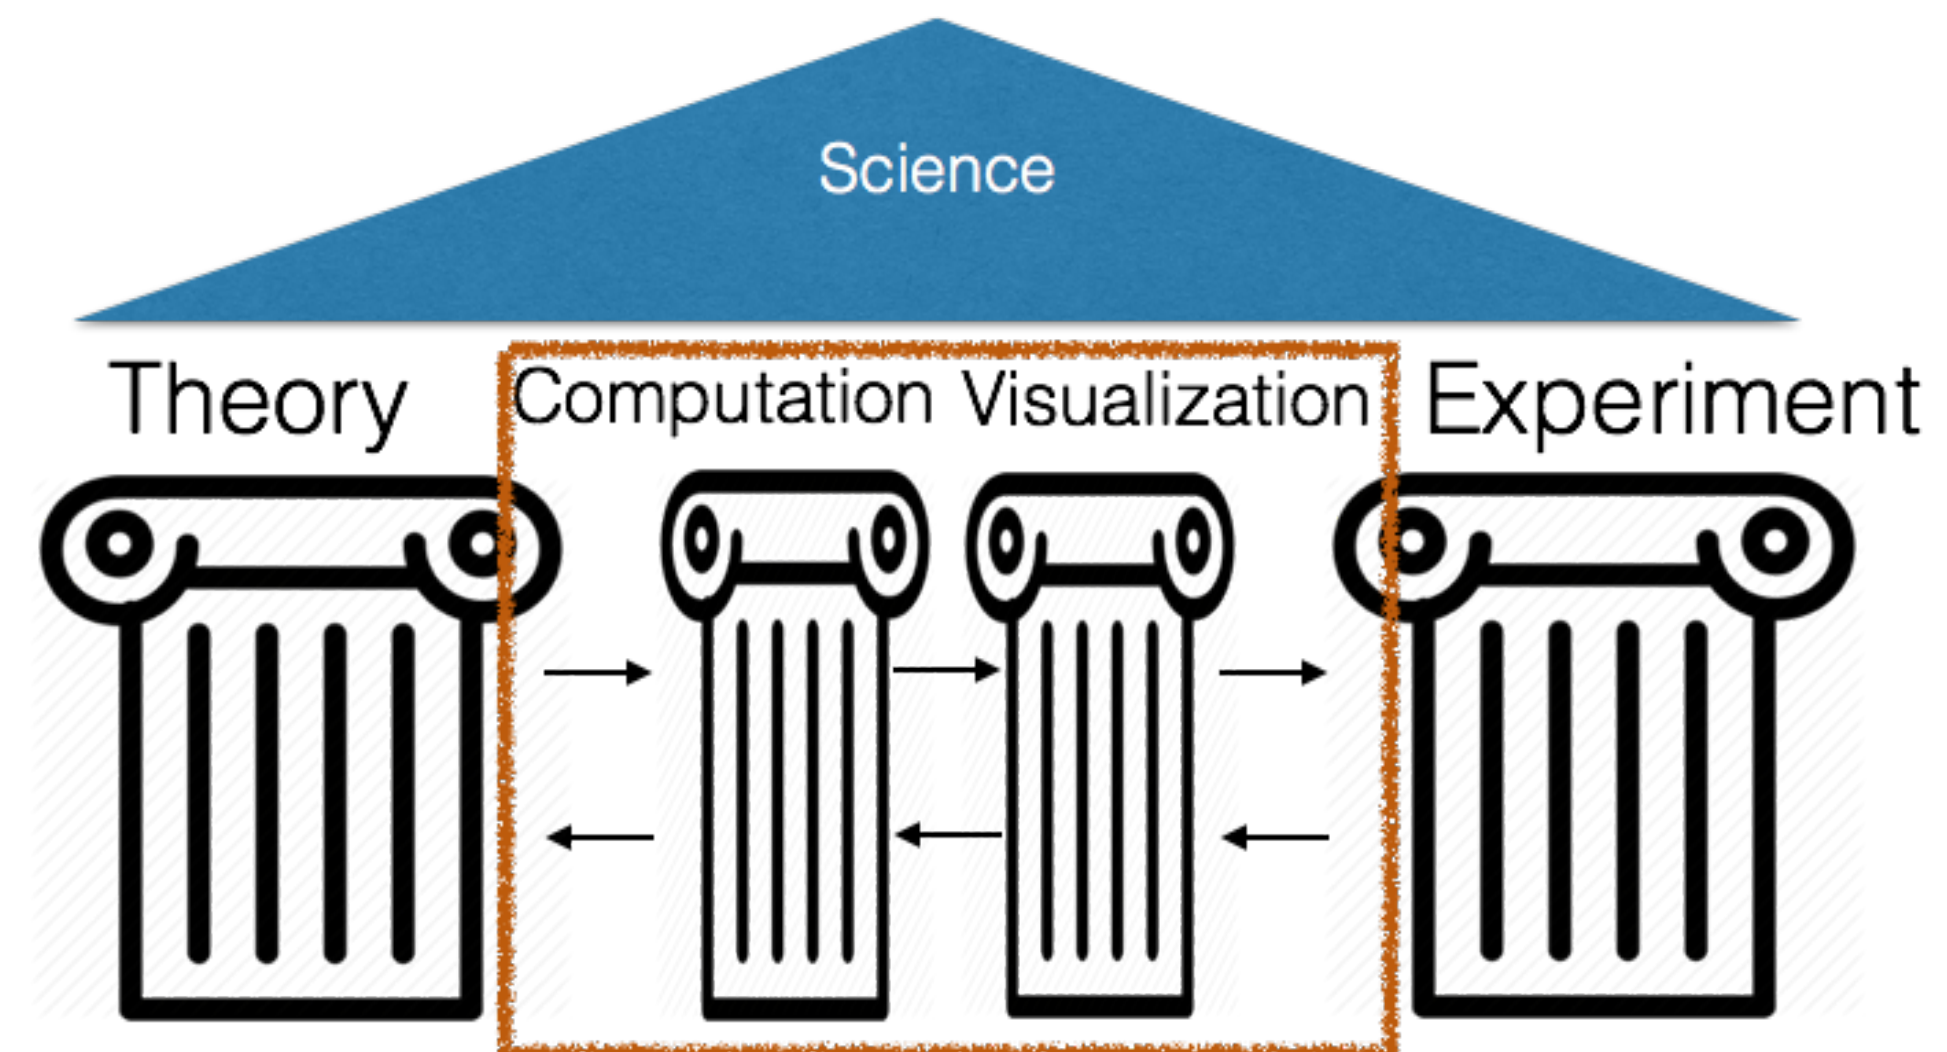 Science
Theory
Computation
Visualization
Experiment